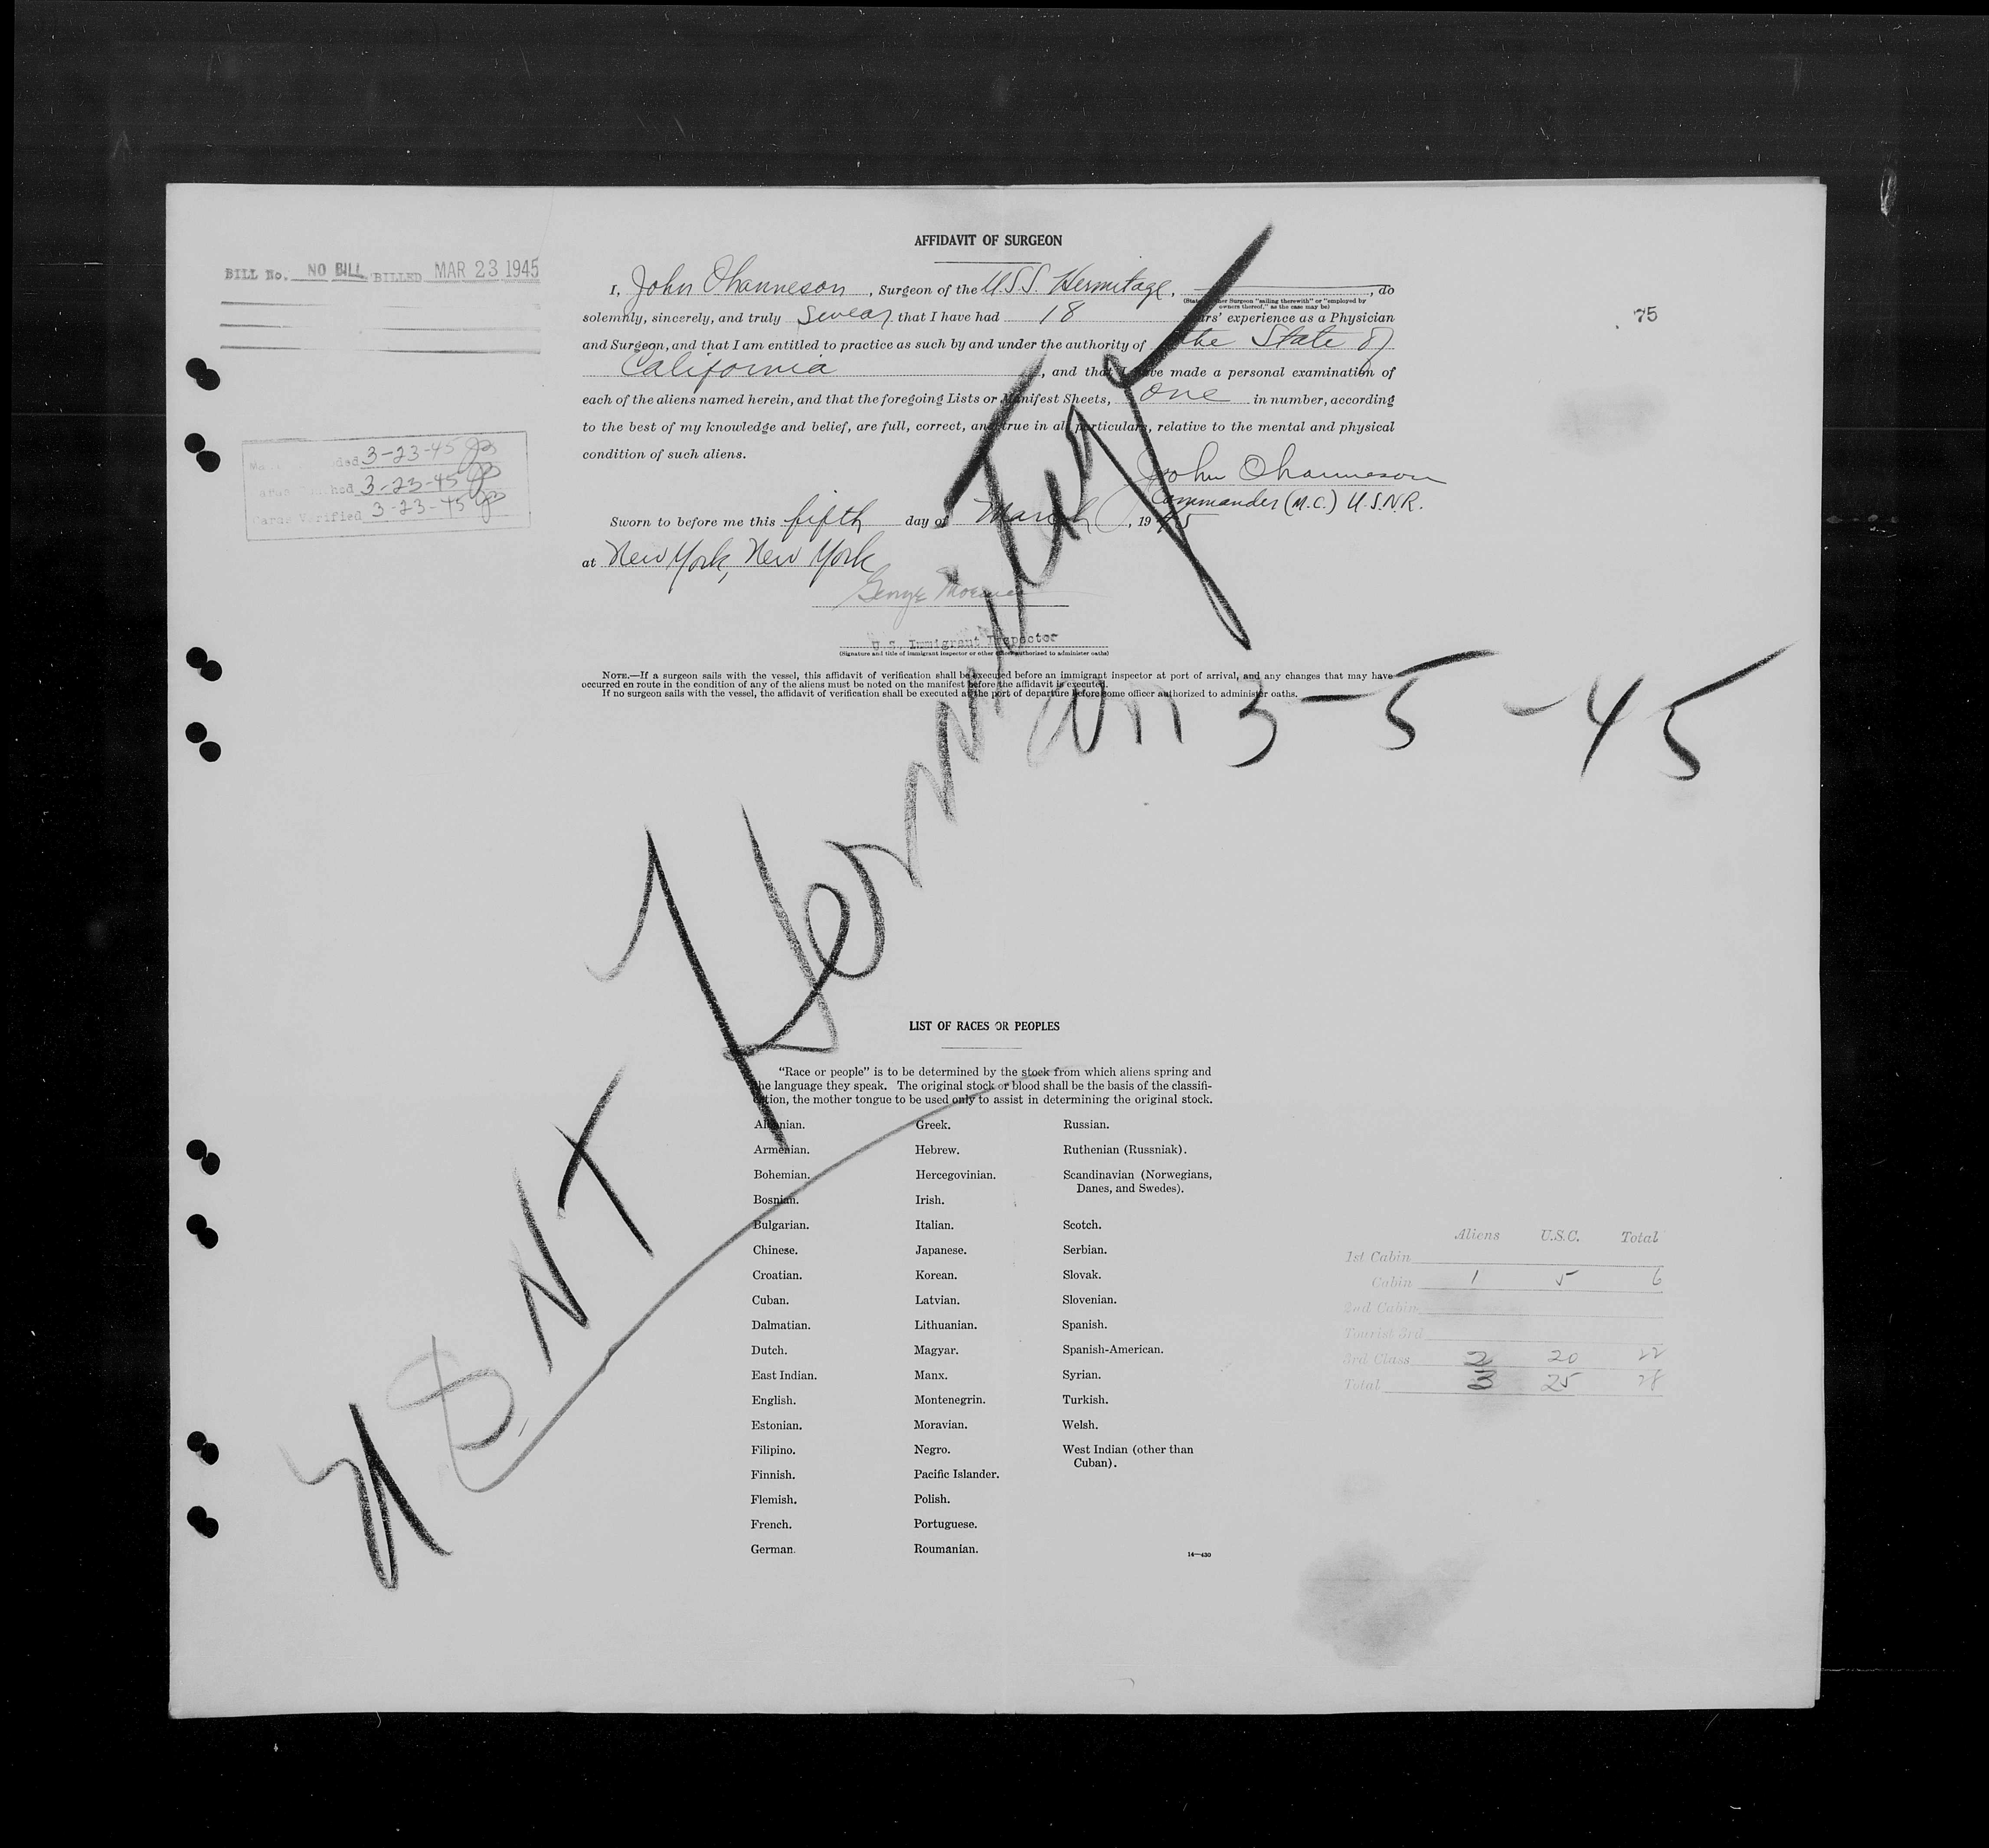 AFFIDAVIT OF SURGEON
BILL No. NO BILL BILLED MAR 23 1945
I, John Ohanneson, Surgeon of the U.S.S. Hermitage, do
owners thereof," as the case may be)
solemnly, sincerely, and truly swear that I have had 18 experience as a Physician
75
and Surgeon, and that I am entitled to practice as such by and under the authority of the State of
California, and that I have made a personal examination of
each of the aliens named herein, and that the foregoing Lists or Manifest Sheets, one in number, according
to the best of my knowledge and belief, are full, correct, and true in all particulars, relative to the mental and physical
condition of such aliens.
3-23-45
3-23-45
Verified 3-23-45
John Ohanneson
Commander (M.C.) U.S.N.R.
Sworn to before me this fifth day of March, 1945
at New York, New York
George
U.S. Immigrant Inspector
(Signature and title of immigrant inspector or other officer authorized to administer oaths)
NOTE.—If a surgeon sails with the vessel, this affidavit of verification shall be executed before an immigrant inspector at port of arrival, and any changes that may have
occurred en route in the condition of any of the aliens must be noted on the manifest before the affidavit is executed.
If no surgeon sails with the vessel, the affidavit of verification shall be executed at the port of departure before some officer authorized to administer oaths.
arr 3-5-45
Hermitage
LIST OF RACES OR PEOPLES
"Race or people" is to be determined by the stock from which aliens spring and
the language they speak. The original stock or blood shall be the basis of the classifi-
cation, the mother tongue to be used only to assist in determining the original stock.
Albanian.
Armenian.
Bohemian.
Bosnian.
Bulgarian.
Chinese.
Croatian.
Cuban.
Dalmatian.
Dutch.
East Indian.
English.
Estonian.
Filipino.
Finnish.
Flemish.
French.
German.
Greek.
Hebrew.
Hercegovinian.
Irish.
Italian.
Japanese.
Korean.
Latvian.
Lithuanian.
Magyar.
Manx.
Montenegrin.
Moravian.
Negro.
Pacific Islander.
Polish.
Portuguese.
Roumanian.
Russian.
Ruthenian (Russniak).
Scandinavian (Norwegians,
Danes, and Swedes).
Scotch.
Serbian.
Slovak.
Slovenian.
Spanish.
Spanish-American.
Syrian.
Turkish.
Welsh.
West Indian (other than
Cuban).
14—430
Aliens U.S.C. Total
1st Cabin
Cabin 1 5 6
2nd Cabin
Tourist 3rd
3rd Class 2 20 22
Total 3 25 28